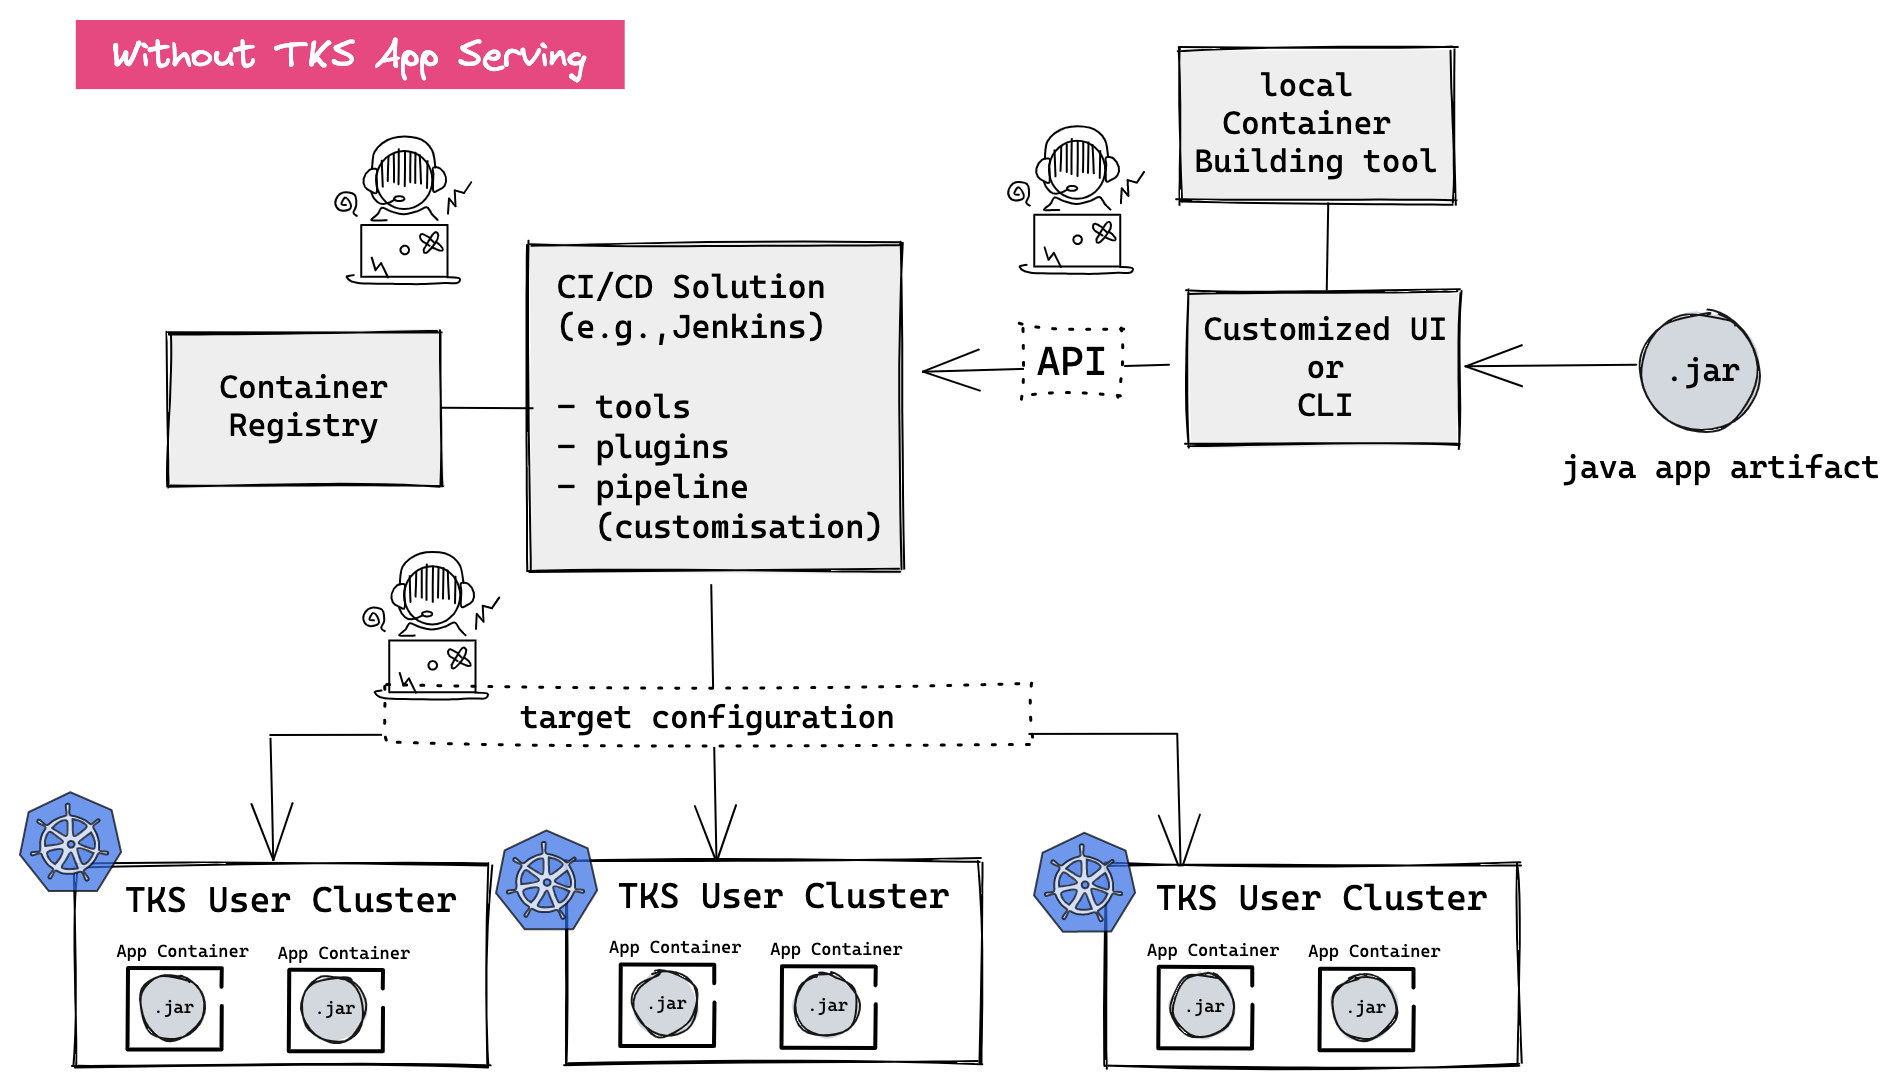 Without TKS App Serving
local
Container
Building tool
CI/CD Solution
(e.g.,Jenkins)
- tools
- plugins
- pipeline
(customisation)
Container
Registry
API
Customized UI
or
CLI
.jar
java app artifact
target configuration
TKS User Cluster
App Container
App Container
.jar
.jar
TKS User Cluster
App Container
App Container
.jar
.jar
TKS User Cluster
App Container
App Container
.jar
.jar